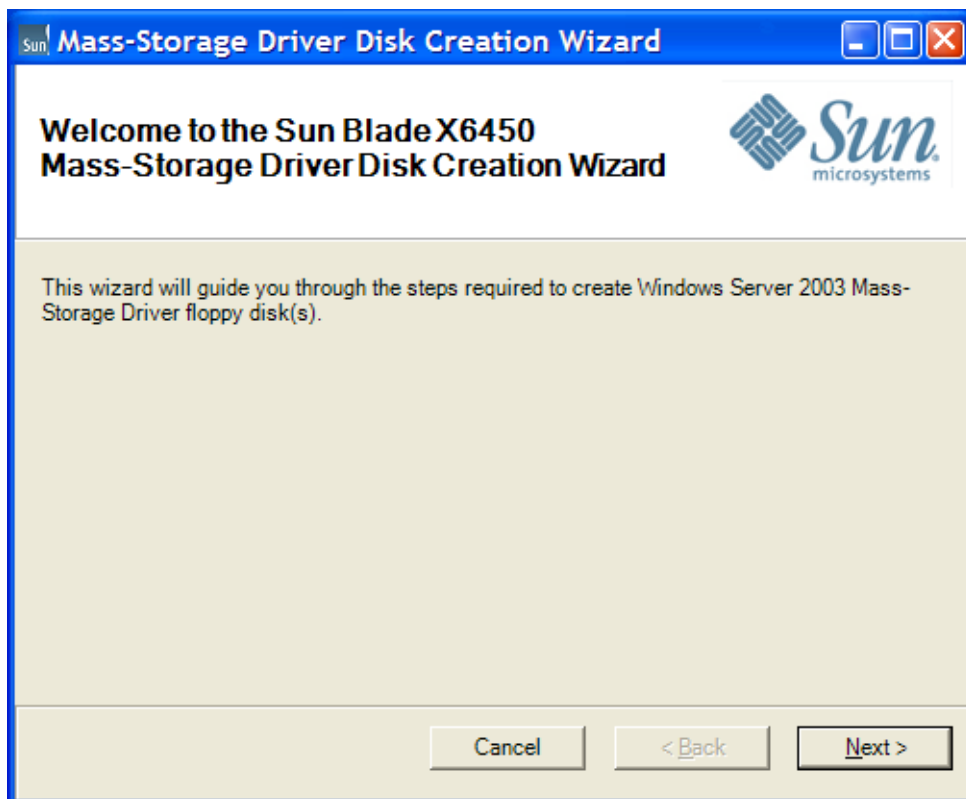 Sun Mass-Storage Driver Disk Creation Wizard
Welcome to the Sun Blade X6450
Mass-Storage Driver Disk Creation Wizard
Sun.
microsystems
This wizard will guide you through the steps required to create Windows Server 2003 Mass-
Storage Driver floppy disk(s).
Cancel
< Back
Next >